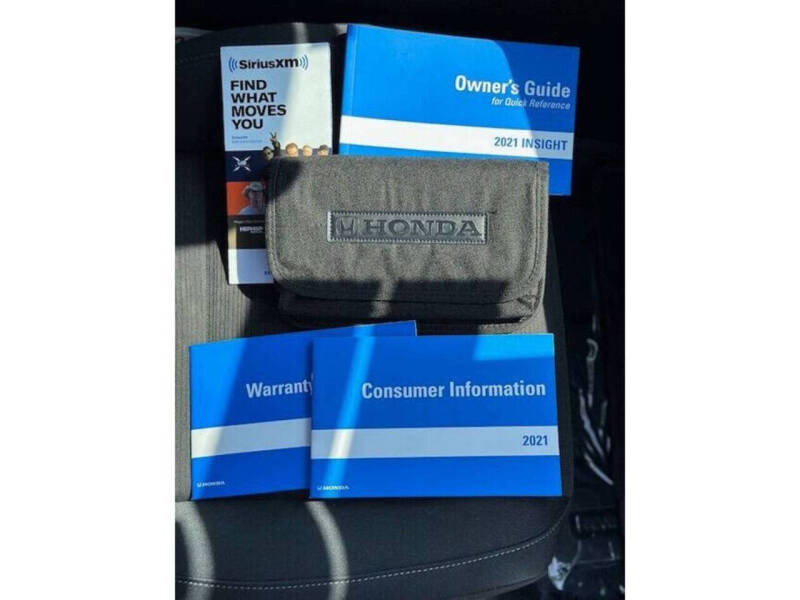 SiriusXM
FIND
WHAT
MOVES
YOU
Owner's Guide
for Quick Reference
2021 INSIGHT
HONDA
Warranty
HONDA
Consumer Information
2021
HONDA